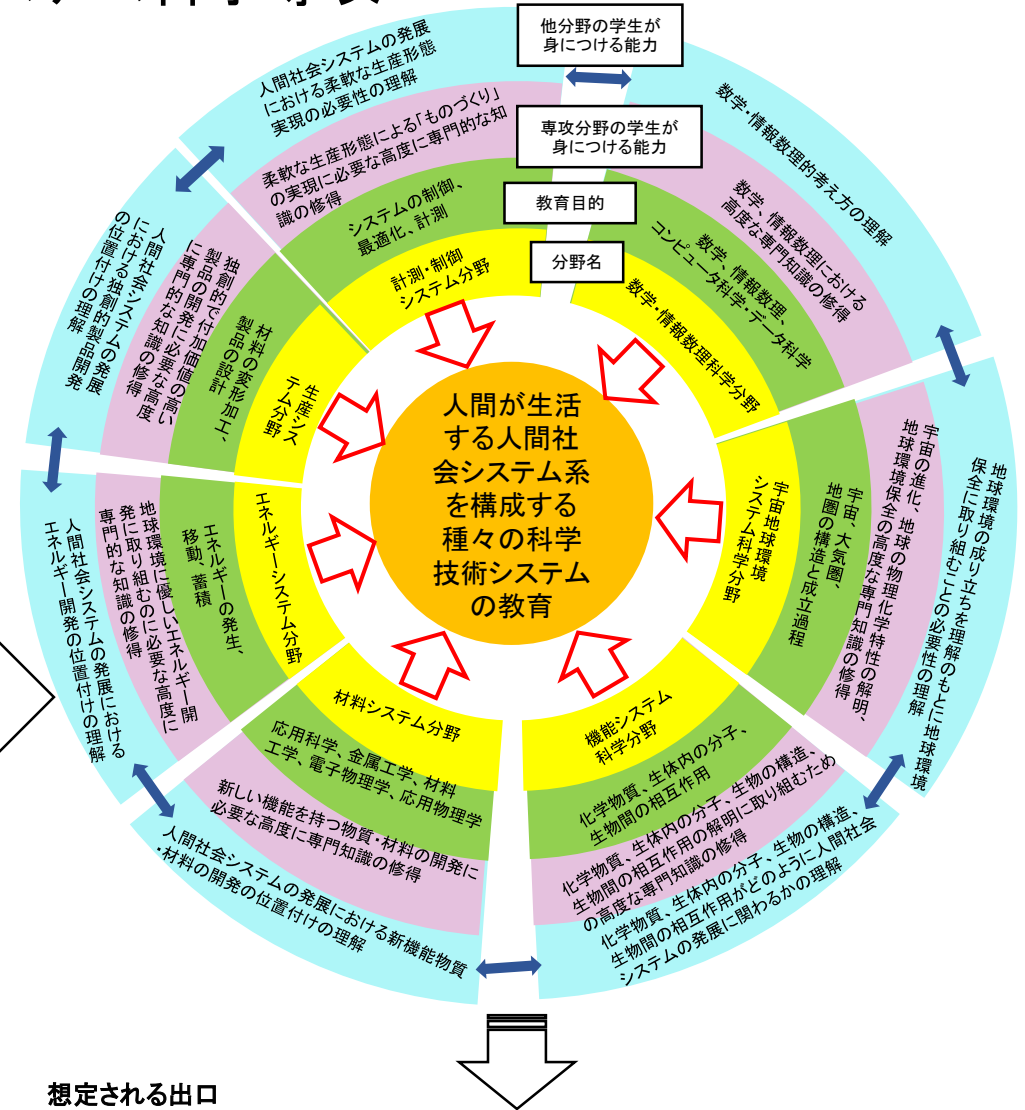 他分野の学生が
身につける能力
専攻分野の学生が
身につける能力
教育目的
分野名
人間社会システムの発展
における柔軟な生産形態
実現の必要性の理解
柔軟な生産形態による「ものづくり」
の実現に必要な高度に専門的な知
識の修得
システムの制御、
最適化、計測
計測・制御
システム分野
数学・情報数理的考え方の理解
数学、情報数理における
高度な専門知識の修得
数学、情報数理、
コンピュータ科学・データ科学
数学・情報数理科学分野
地球環境の成り立ちを理解のもとに地球環境
保全に取り組むことの必要性の理解
宇宙の進化、地球の物理化学特性の解明、
地球環境保全の高度な専門知識の修得
宇宙、大気圏、
地圏の構造と成立過程
宇宙地球環境
システム科学分野
機能システム
科学分野
化学物質、生体内の分子、
生物間の相互作用
化学物質、生体内の分子、生物の構造、
生物間の相互作用の解明に取り組むため
の高度な専門知識の修得
化学物質、生体内の分子、生物の構造、
生物間の相互作用がどのように人間社会
システムの発展に関わるかの理解
材料システム分野
応用科学、金属工学、材料
工学、電子物理学、応用物理学
新しい機能を持つ物質・材料の開発に
必要な高度に専門知識の修得
人間社会システムの発展における新機能物質
・材料の開発の位置付けの理解
エネルギーシステム分野
エネルギーの発生、
移動、蓄積
地球環境に優しいエネルギー開
発に取り組むのに必要な高度に
専門的な知識の修得
人間社会システムの発展における
エネルギー開発の位置付けの理解
生産シス
テム分野
材料の変形加工、
製品の設計
独創的で付加価値の高い
製品の開発に必要な高度
に専門的な知識の修得
人間社会システムの発展
における独創的製品開発
の位置付けの理解
人間が生活
する人間社
会システム系
を構成する
種々の科学
技術システム
の教育
想定される出口